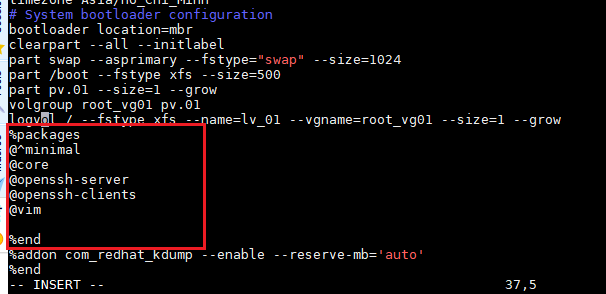 timezone Asia/Ho_Chi_Minh
# System bootloader configuration
bootloader location=mbr
clearpart --all --initlabel
part swap --asprimary --fstype="swap" --size=1024
part /boot --fstype xfs --size=500
part pv.01 --size=1 --grow
volgroup root_vg01 pv.01
logvol / --fstype xfs --name=lv_01 --vgname=root_vg01 --size=1 --grow
%packages
@^minimal
@core
@openssh-server
@openssh-clients
@vim
%end
%addon com_redhat_kdump --enable --reserve-mb='auto'
%end
-- INSERT -- 37,5